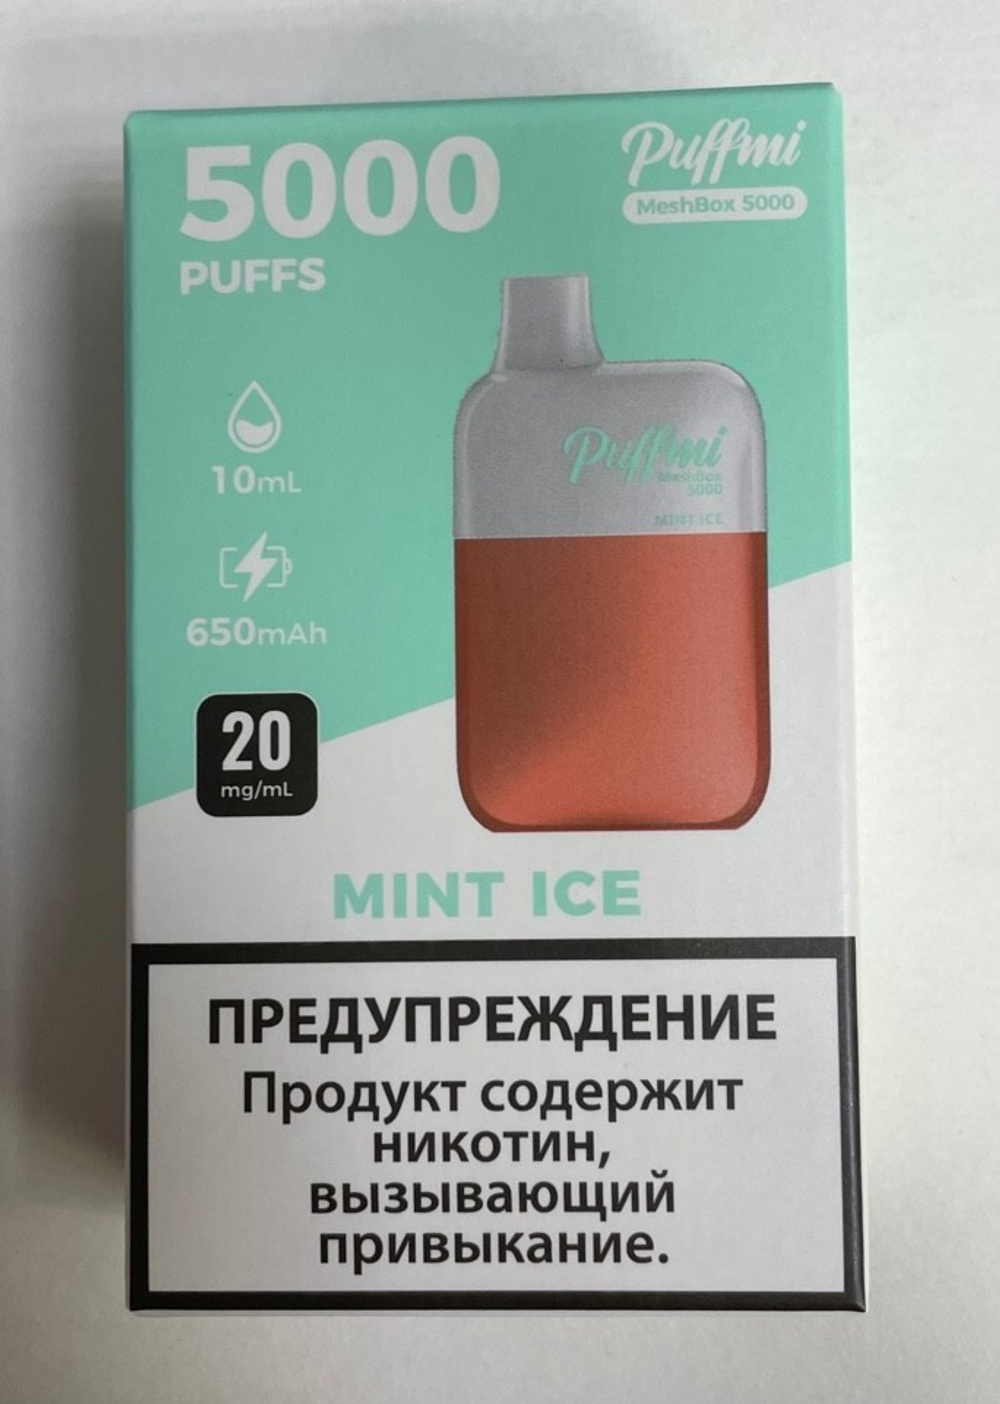 5000
PUFFS
Puffmi
MeshBox 5000
10mL
650mAh
20
mg/mL
Puffmi
MeshBox
5000
MINT ICE
MINT ICE
ПРЕДУПРЕЖДЕНИЕ
Продукт содержит
никотин,
вызывающий
привыкание.